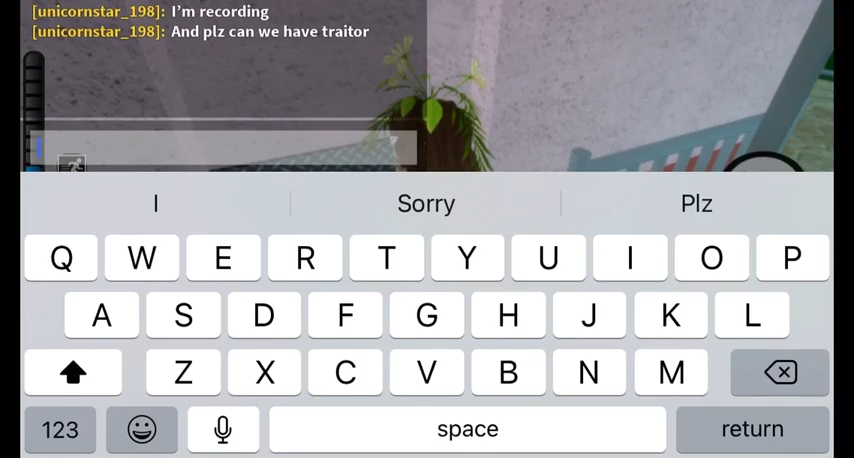 [unicornstar_198]: I'm recording
[unicornstar_198]: And plz can we have traitor
I Sorry Plz
Q W E R T Y U I O P
A S D F G H J K L
Z X C V B N M
123 space return